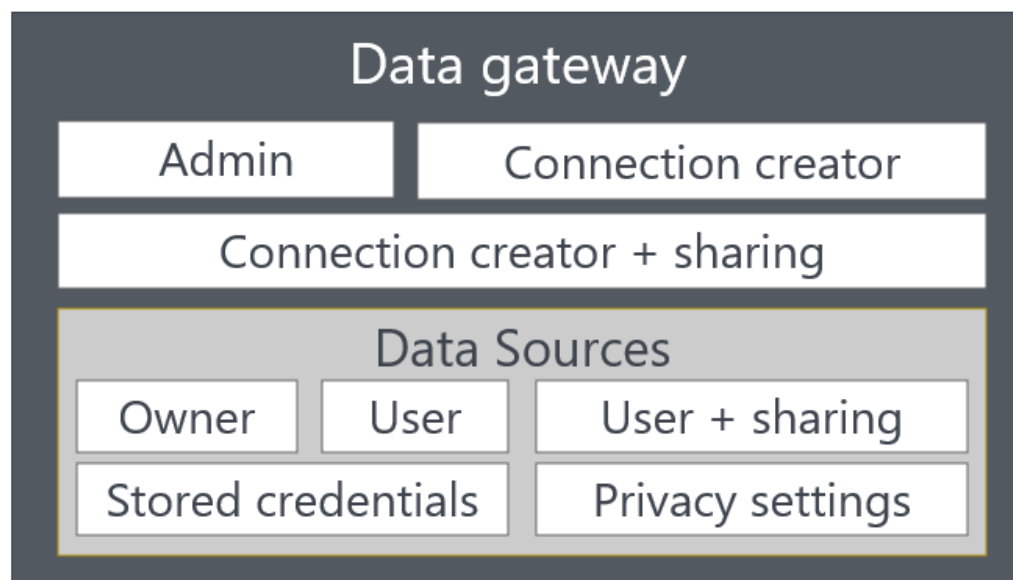 Data gateway
Admin
Connection creator
Connection creator + sharing
Data Sources
Owner
User
User + sharing
Stored credentials
Privacy settings